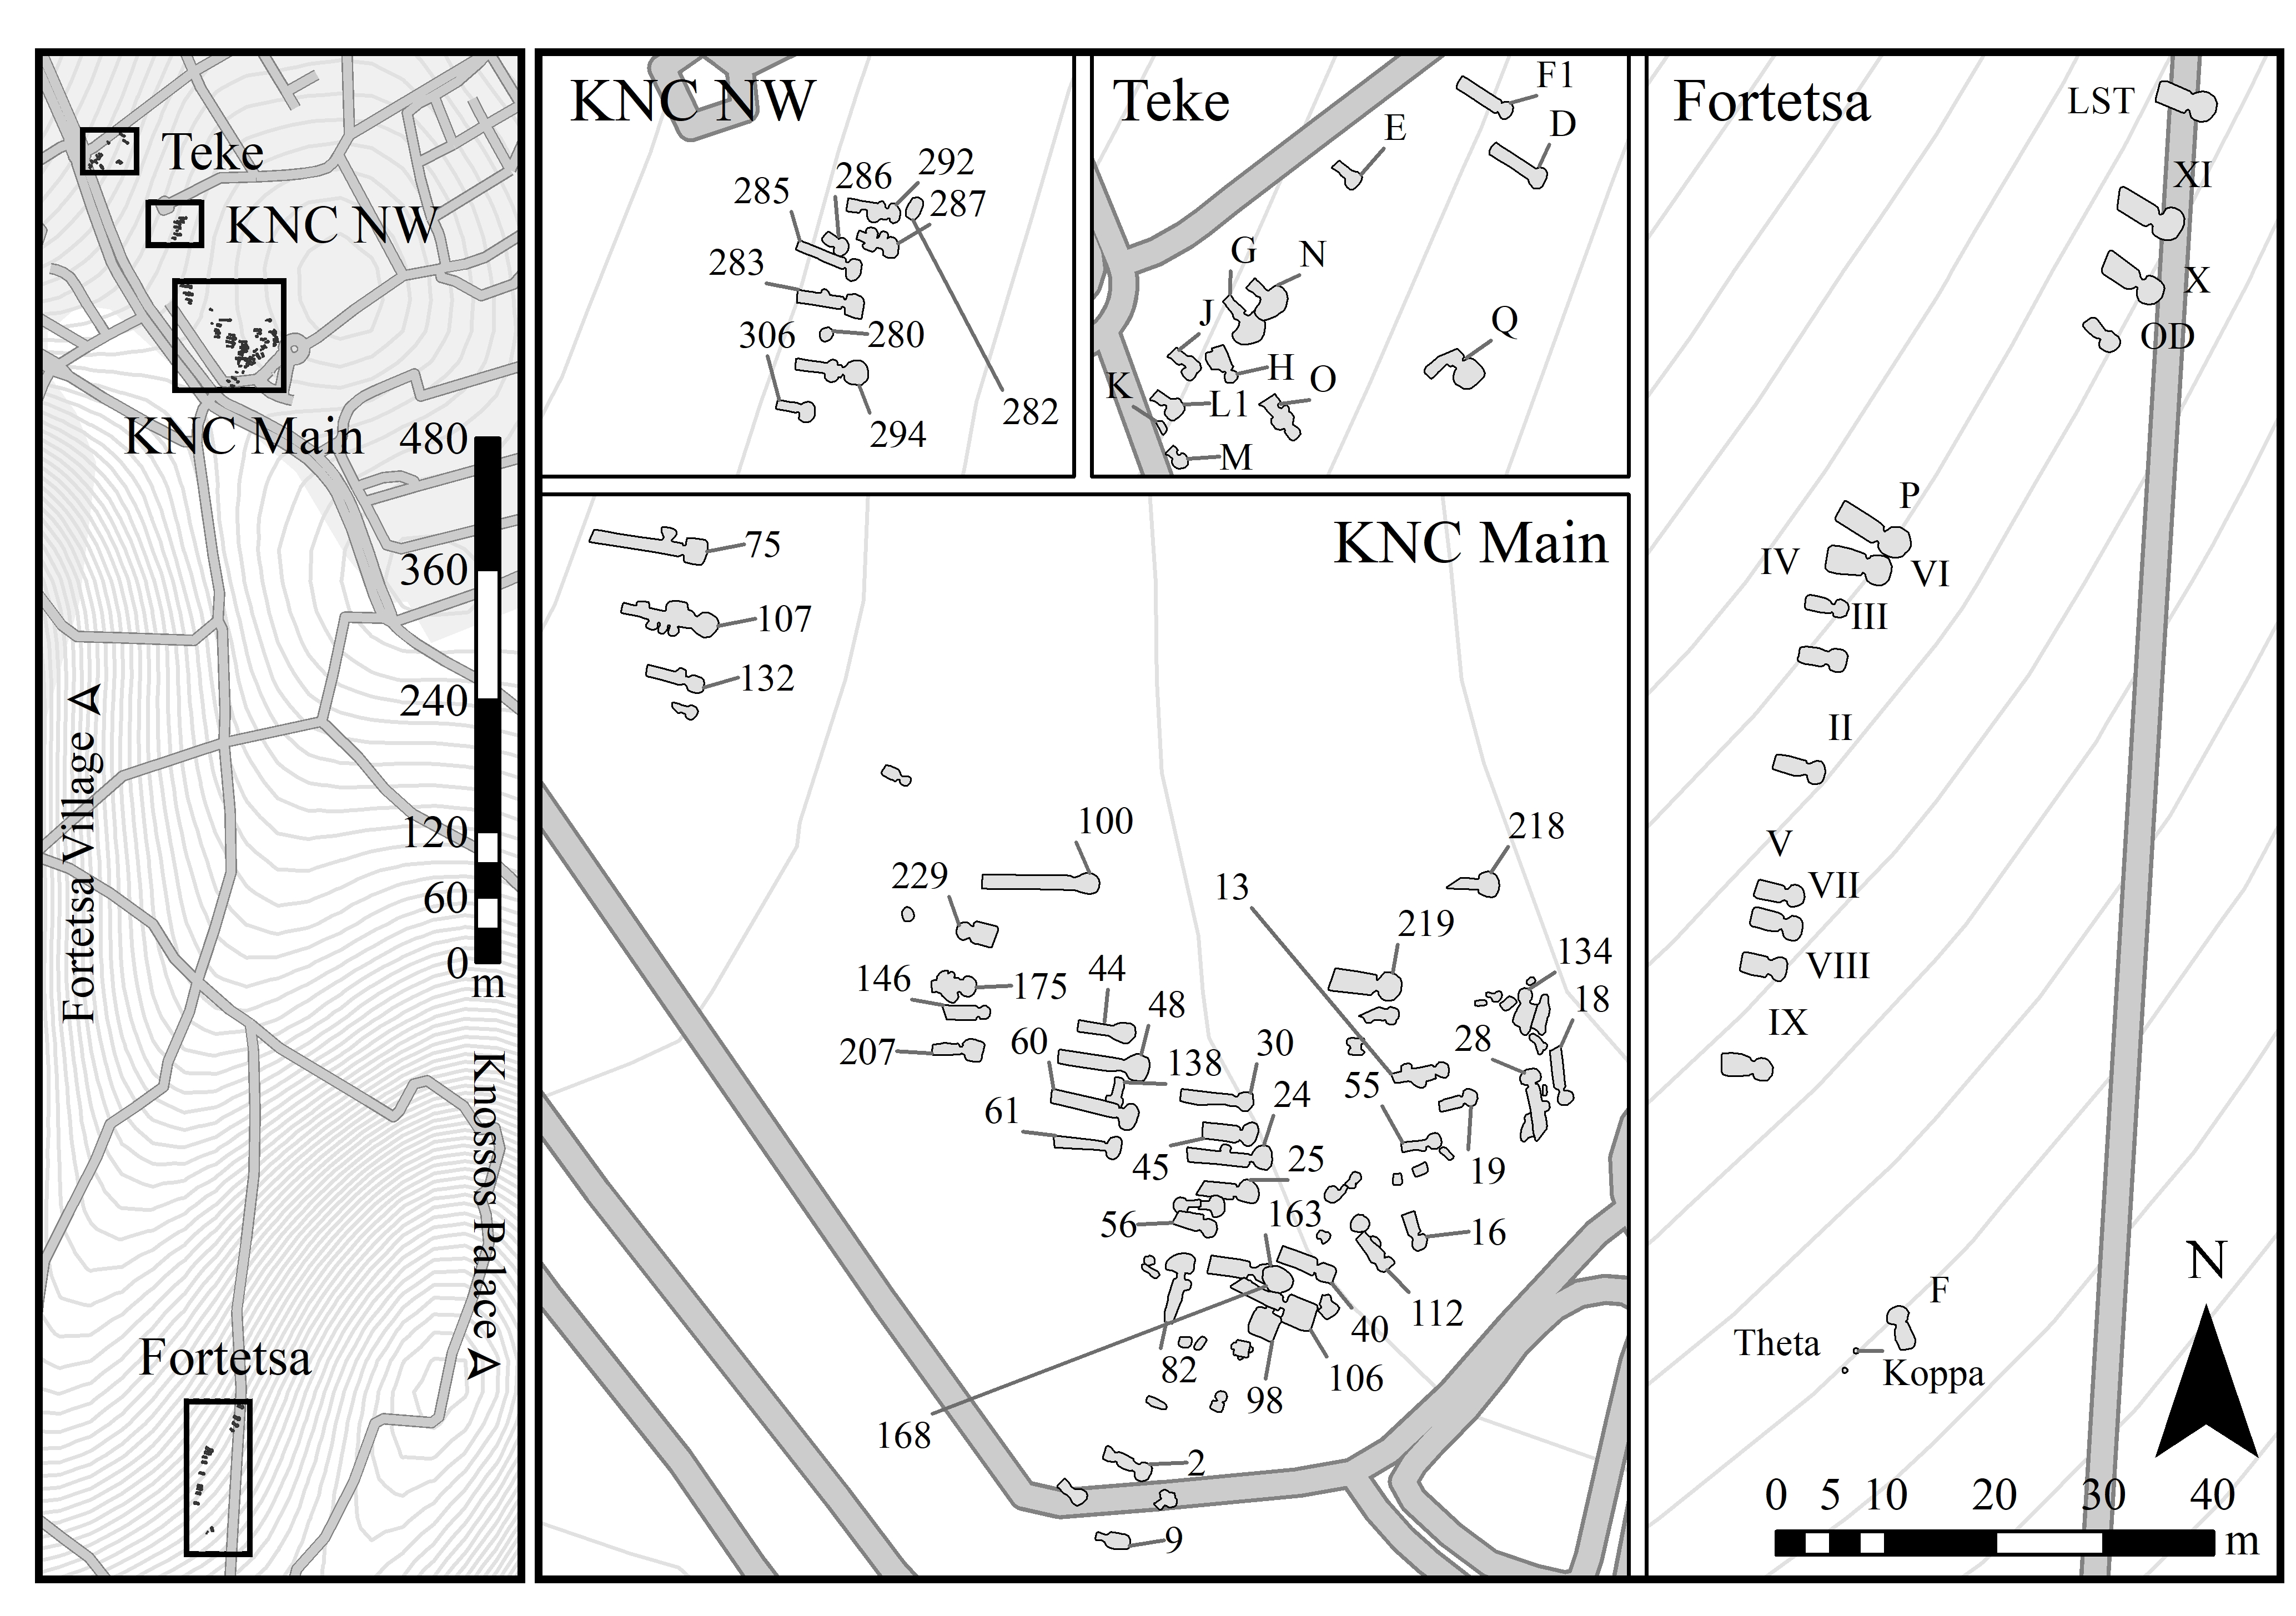 Teke
KNC NW
KNC Main
480
360
240
120
60
0
m
Fortetsa Village
Knossos Palace
Fortetsa
KNC NW
292
286
285
287
283
306
280
282
294
Teke
F1
D
E
G
N
J
Q
H
K
O
L1
M
KNC Main
75
107
132
100
218
229
13
219
134
146
175
44
18
48
60
30
28
207
138
24
55
61
45
25
19
163
56
16
112
40
82
106
98
168
2
9
Fortetsa
LST
XI
X
OD
P
IV
VI
III
II
V
VII
VIII
IX
F
Theta
Koppa
N
0 5 10 20 30 40
m